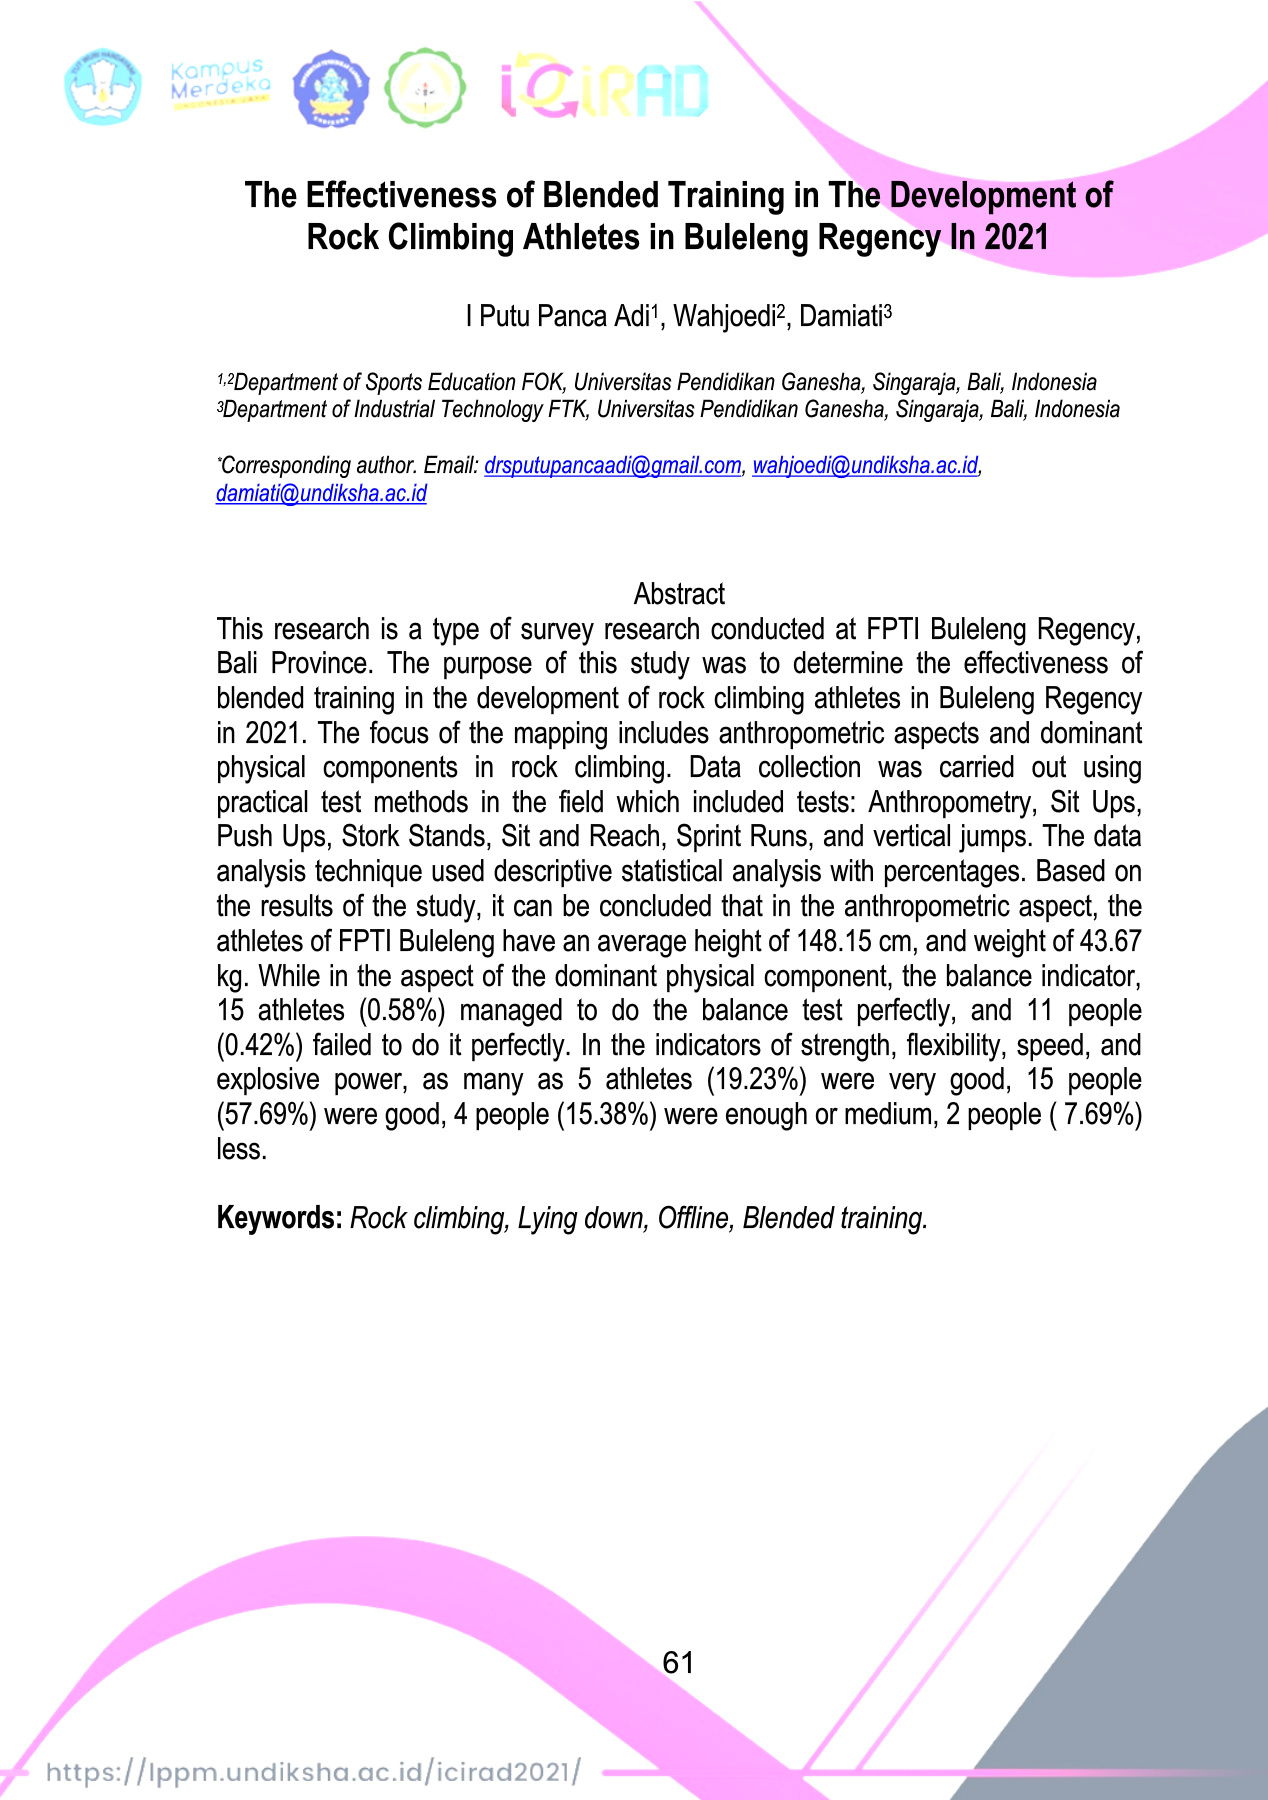 Kampus
Merdeka
INDONESIA JAYA
iCiRAD
The Effectiveness of Blended Training in The Development of
Rock Climbing Athletes in Buleleng Regency In 2021
I Putu Panca Adi1, Wahjoedi2, Damiati3
1,2Department of Sports Education FOK, Universitas Pendidikan Ganesha, Singaraja, Bali, Indonesia
3Department of Industrial Technology FTK, Universitas Pendidikan Ganesha, Singaraja, Bali, Indonesia
*Corresponding author. Email: drsputupancaadi@gmail.com, wahjoedi@undiksha.ac.id,
damiati@undiksha.ac.id
Abstract
This research is a type of survey research conducted at FPTI Buleleng Regency,
Bali Province. The purpose of this study was to determine the effectiveness of
blended training in the development of rock climbing athletes in Buleleng Regency
in 2021. The focus of the mapping includes anthropometric aspects and dominant
physical components in rock climbing. Data collection was carried out using
practical test methods in the field which included tests: Anthropometry, Sit Ups,
Push Ups, Stork Stands, Sit and Reach, Sprint Runs, and vertical jumps. The data
analysis technique used descriptive statistical analysis with percentages. Based on
the results of the study, it can be concluded that in the anthropometric aspect, the
athletes of FPTI Buleleng have an average height of 148.15 cm, and weight of 43.67
kg. While in the aspect of the dominant physical component, the balance indicator,
15 athletes (0.58%) managed to do the balance test perfectly, and 11 people
(0.42%) failed to do it perfectly. In the indicators of strength, flexibility, speed, and
explosive power, as many as 5 athletes (19.23%) were very good, 15 people
(57.69%) were good, 4 people (15.38%) were enough or medium, 2 people ( 7.69%)
less.
Keywords: Rock climbing, Lying down, Offline, Blended training.
61
https://lppm.undiksha.ac.id/icirad2021/